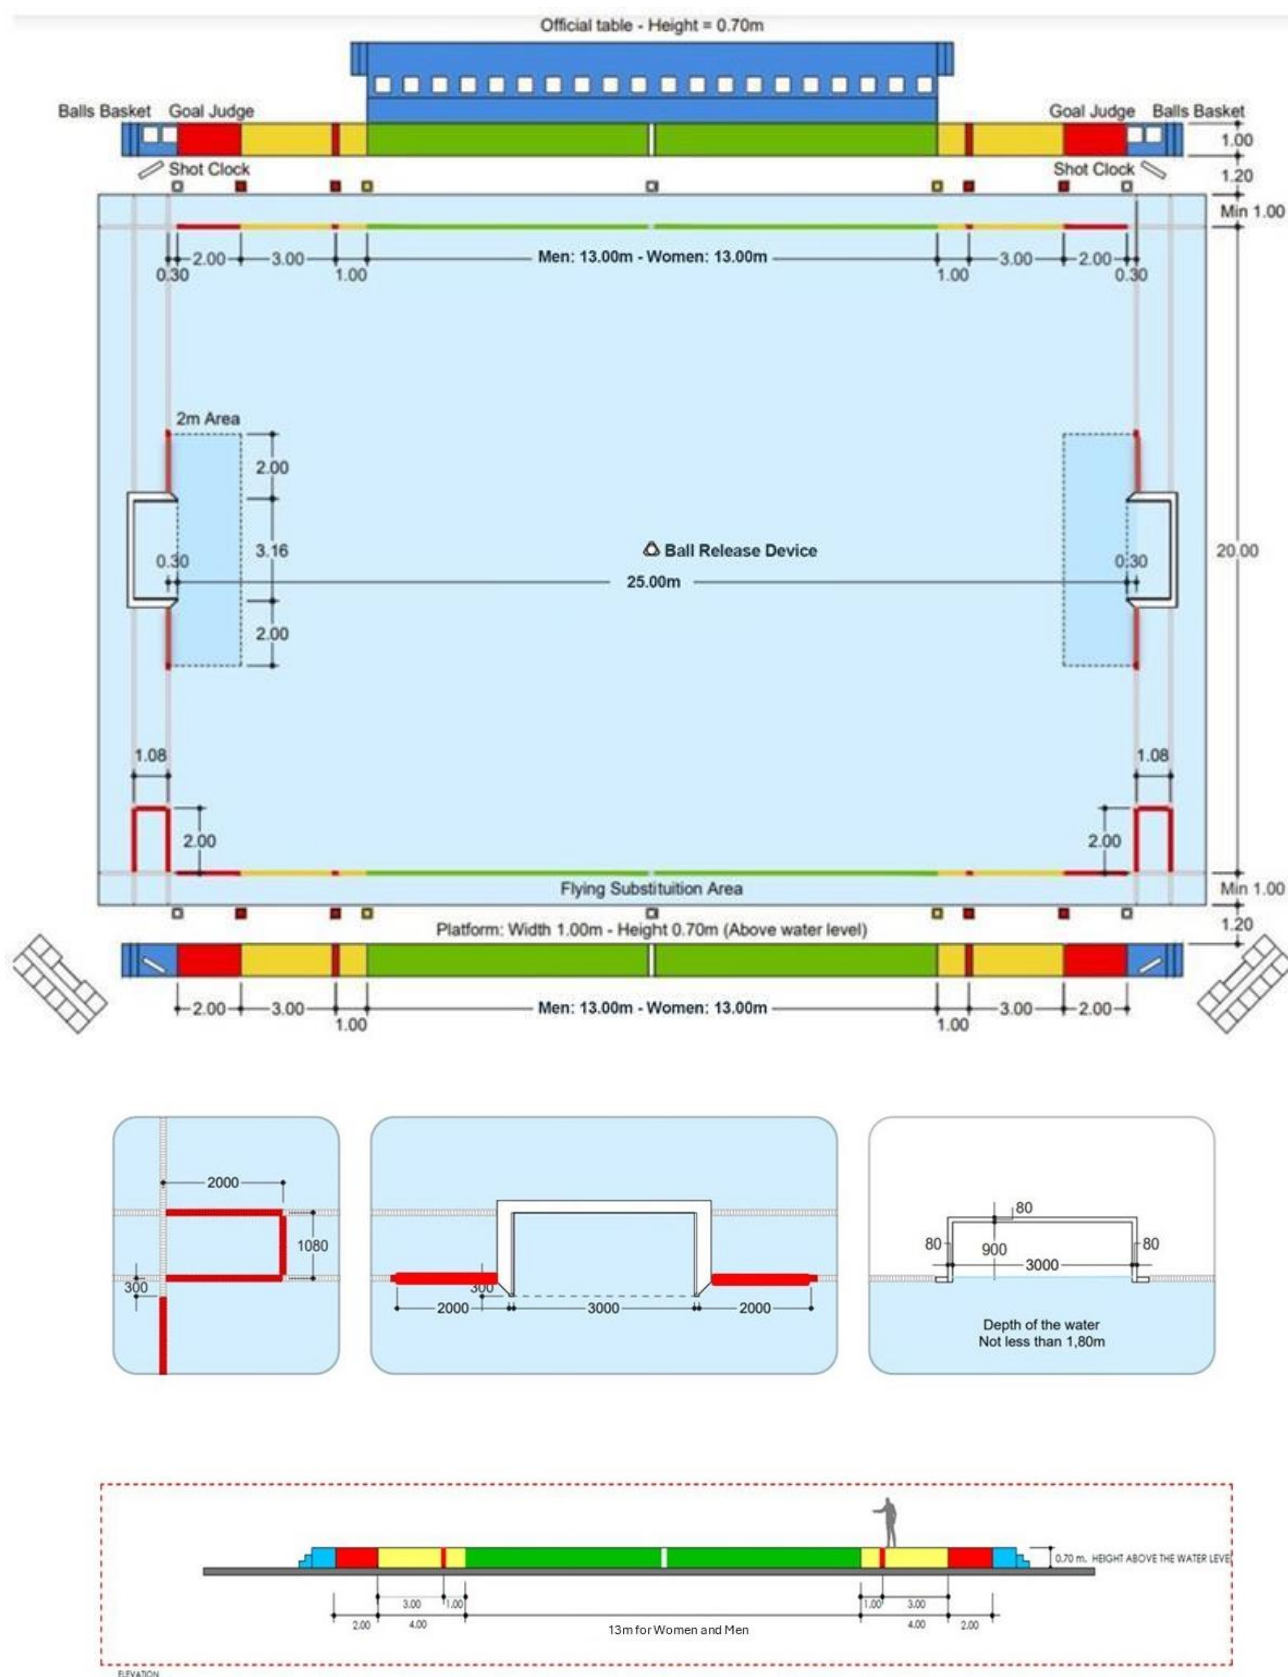 Official table - Height = 0.70m
Balls Basket Goal Judge Goal Judge Balls Basket
1.00
Shot Clock Shot Clock
1.20
Min 1.00
2.00 3.00 Men: 13.00m - Women: 13.00m 3.00 2.00
0.30 1.00 1.00 0.30
2m Area
2.00
3.16
0.30 0.30
Ball Release Device
20.00
25.00m
2.00
1.08 1.08
2.00 2.00
Flying Substituition Area
Min 1.00
Platform: Width 1.00m - Height 0.70m (Above water level)
1.20
2.00 3.00 Men: 13.00m - Women: 13.00m 3.00 2.00
1.00 1.00
2000
1080
300
300
2000 3000 2000
80
80 900 80
3000
Depth of the water
Not less than 1,80m
0.70 m. HEIGHT ABOVE THE WATER LEVE
3.00 1.00 1.00 3.00
2.00 4.00 13m for Women and Men 4.00 2.00
ELEVATION